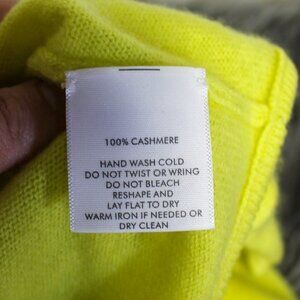 100% CASHMERE
HAND WASH COLD
DO NOT TWIST OR WRING
DO NOT BLEACH
RESHAPE AND
LAY FLAT TO DRY
WARM IRON IF NEEDED OR
DRY CLEAN